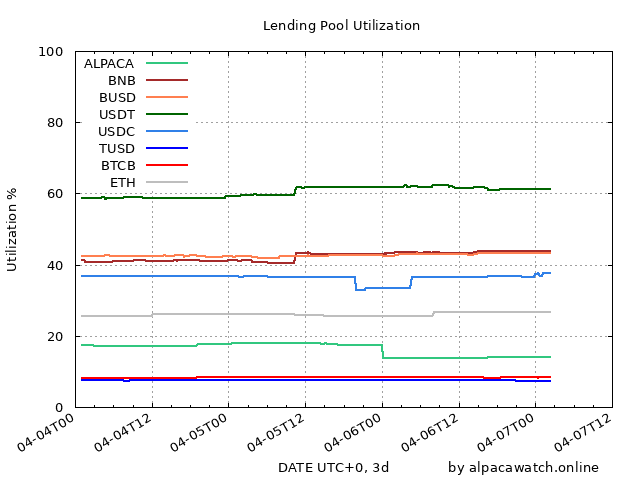 Lending Pool Utilization
Utilization %
100
80
60
40
20
0
ALPACA
BNB
BUSD
USDT
USDC
TUSD
BTCB
ETH
04-04T00
04-04T12
04-05T00
04-05T12
04-06T00
04-06T12
04-07T00
04-07T12
DATE UTC+0, 3d
by alpacawatch.online